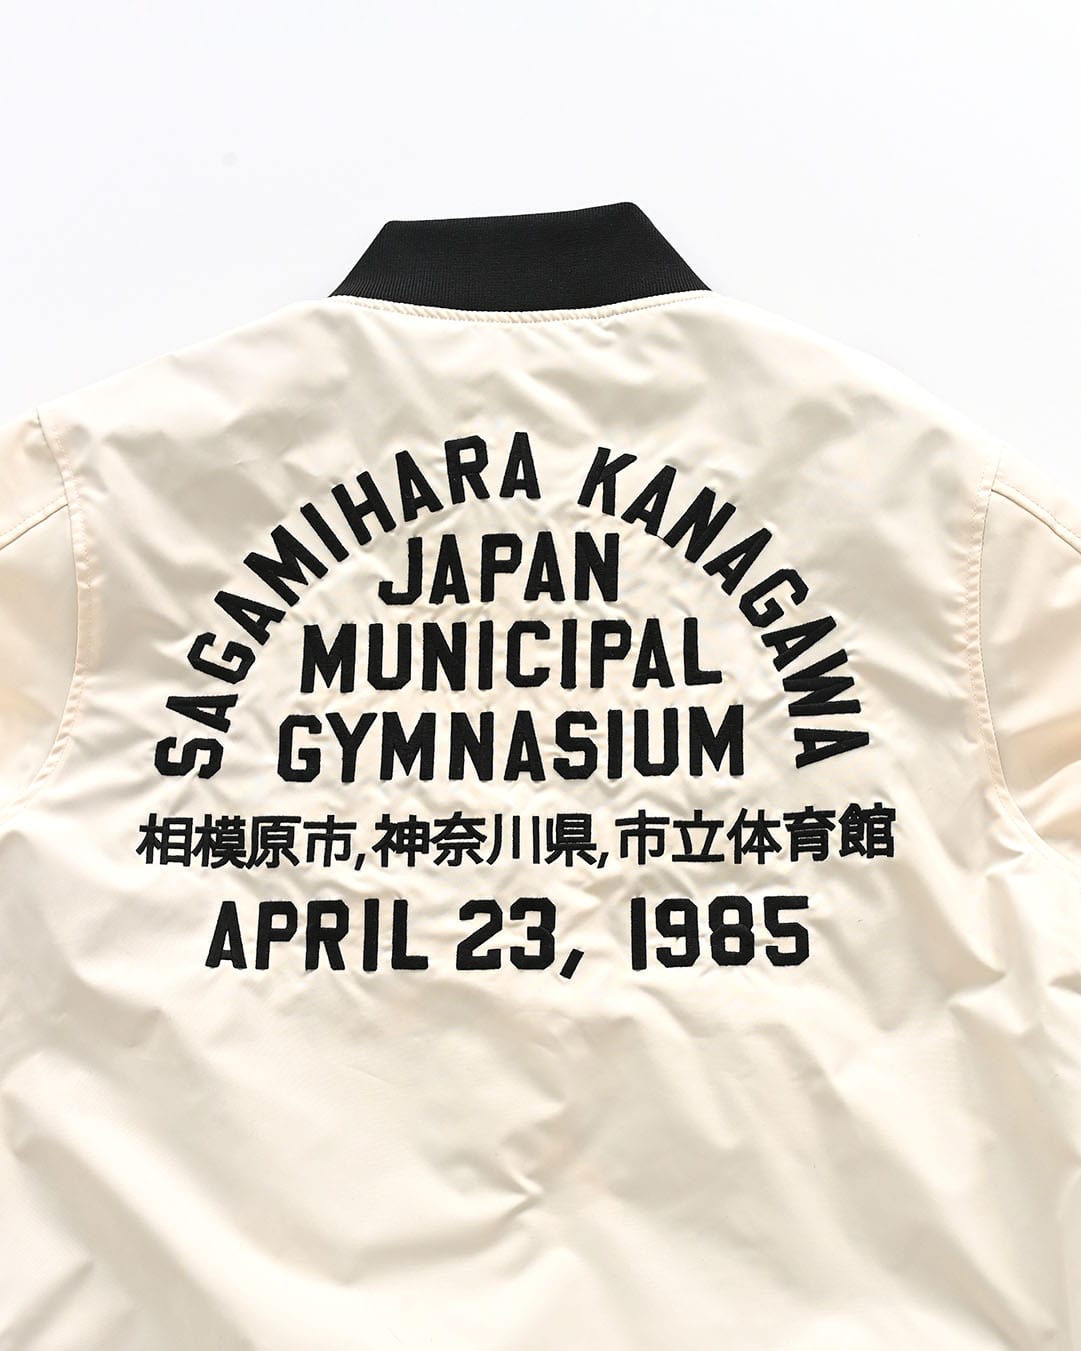 SAGAMIHARA KANAGAWA
JAPAN
MUNICIPAL
GYMNASIUM
相模原市,神奈川県,市立体育館
APRIL 23, 1985